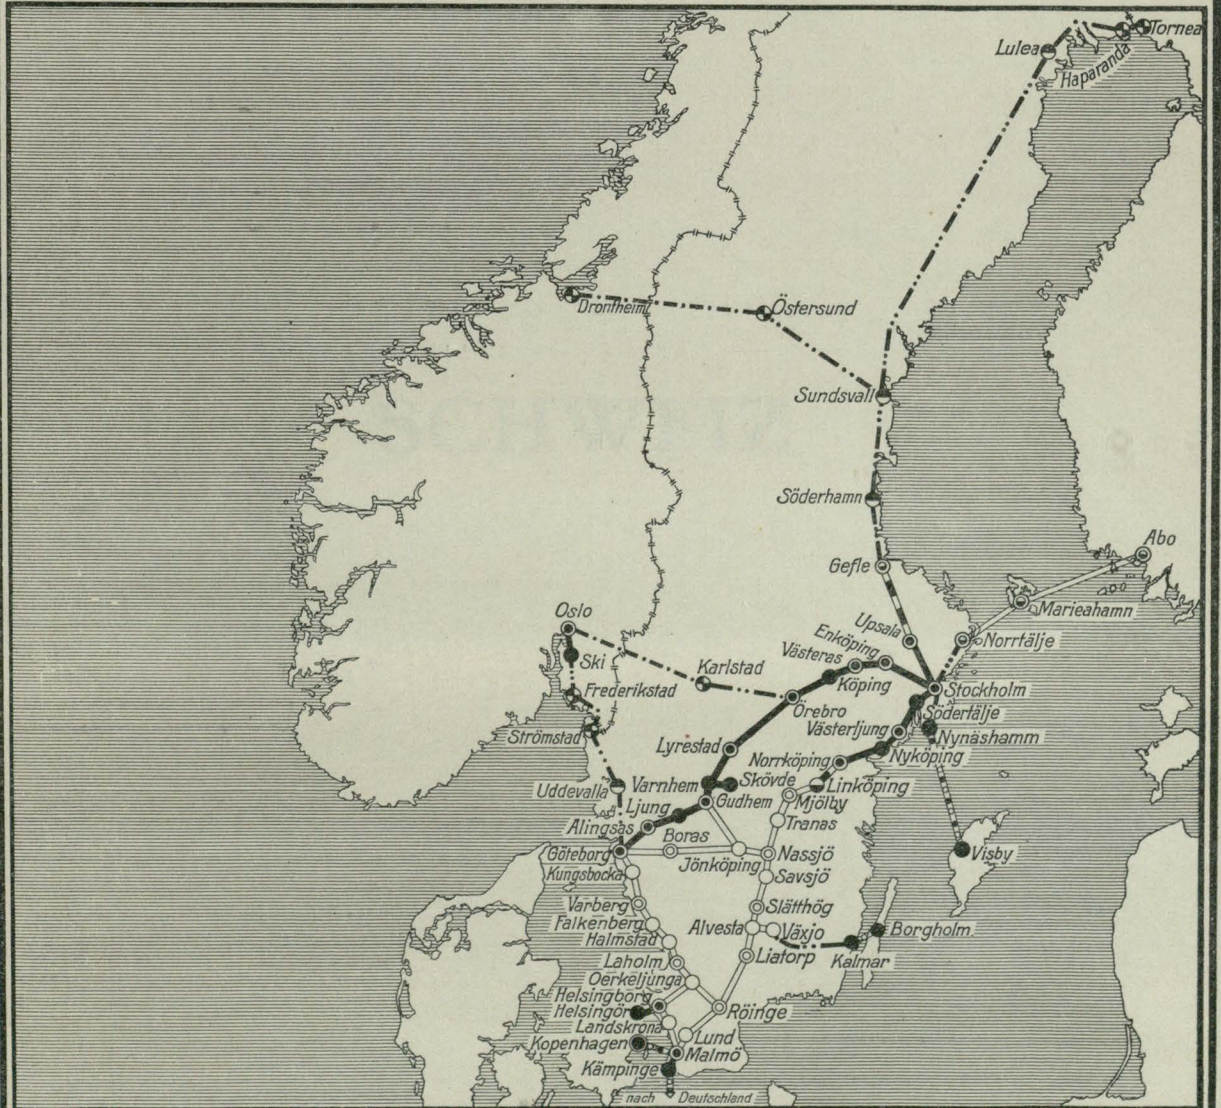 Tornea
Lulea
Haparanda
Drontheim
Östersund
Sundsvall
Söderhamn
Abo
Gefle
Oslo
Marieahamn
Upsala
Norrtälje
Enköping
Västeras
Ski
Karlstad
Köping
Stockholm
Frederikstad
Örebro
Södertälje
Västerljung
Strömstad
Nynäshamm
Lyrestad
Nyköping
Norrköping
Varnhem
Skövde
Linköping
Uddevalla
Mjölby
Gudhem
Ljung
Tranas
Alingsas
Boras
Göteborg
Nassjö
Visby
Jönköping
Kungsbocka
Savsjö
Varberg
Slätthög
Falkenberg
Alvesta
Växjo
Borgholm.
Halmstad
Liatorp
Kalmar
Laholm
Oerkeljunga
Helsingborg
Helsingör
Röinge
Landskrona
Lund
Kopenhagen
Malmö
Kämpinge
nach Deutschland